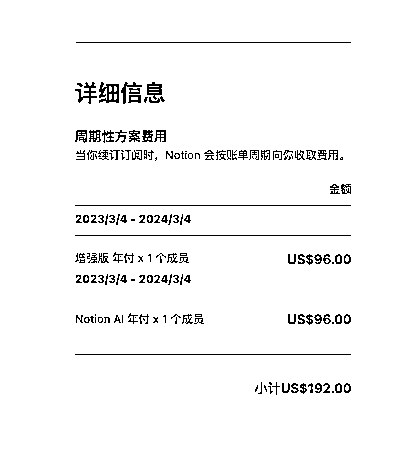 详细信息
周期性方案费用
当你续订订阅时，Notion 会按账单周期向你收取费用。
金额
2023/3/4 - 2024/3/4
增强版 年付 x 1 个成员 US$96.00
2023/3/4 - 2024/3/4
Notion AI 年付 x 1 个成员 US$96.00
小计US$192.00